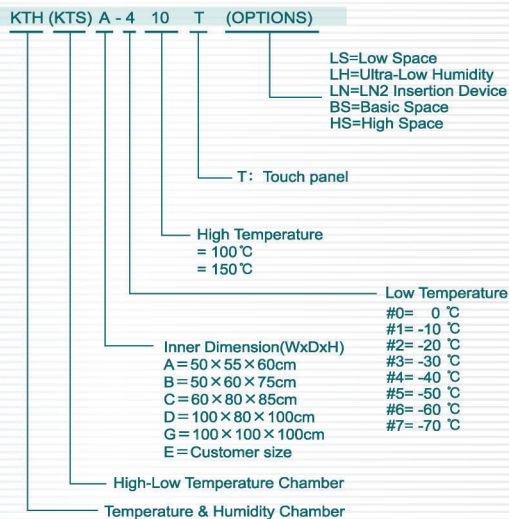 KTH (KTS) A - 4 10 T (OPTIONS)
LS=Low Space
LH=Ultra-Low Humidity
LN=LN2 Insertion Device
BS=Basic Space
HS=High Space
T： Touch panel
High Temperature
= 100℃
= 150℃
Low Temperature
#0= 0 ℃
#1= -10 ℃
#2= -20 ℃
#3= -30 ℃
#4= -40 ℃
#5= -50 ℃
#6= -60 ℃
#7= -70 ℃
Inner Dimension(WxDxH)
A=50×55×60cm
B=50×60×75cm
C=60×80×85cm
D=100×80×100cm
G=100×100×100cm
E=Customer size
High-Low Temperature Chamber
Temperature & Humidity Chamber